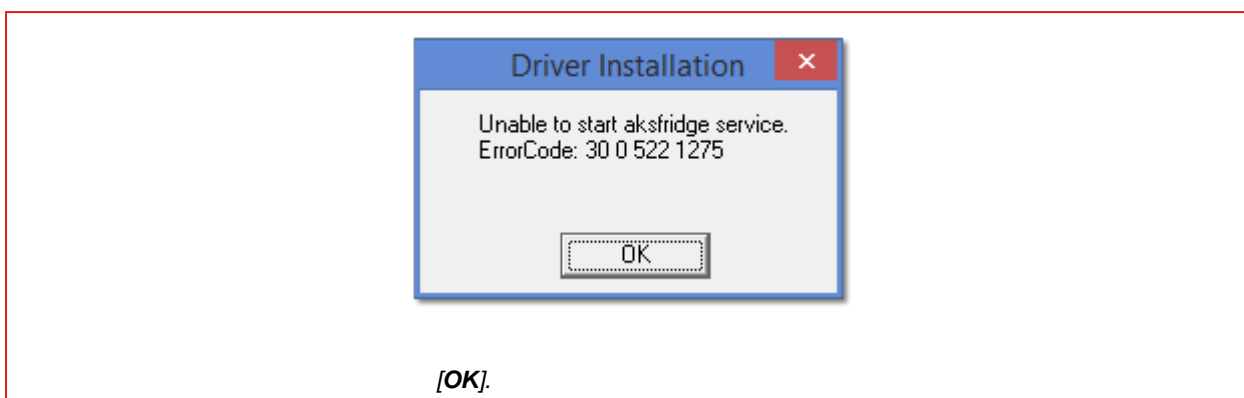 Driver Installation
Unable to start aksfridge service.
ErrorCode: 30 0 522 1275
OK
[OK].